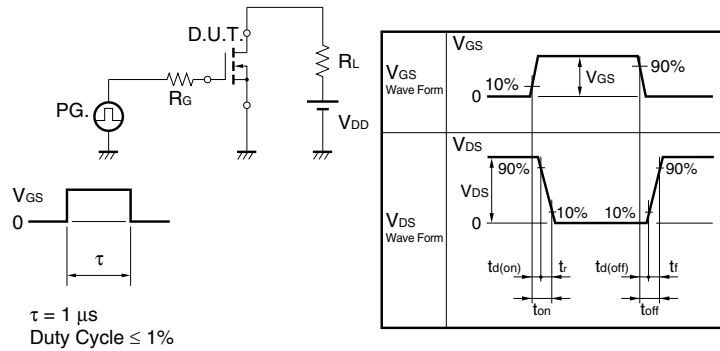 D.U.T.
RL
PG.
RG
VDD
VGS
0
τ
τ = 1 μs
Duty Cycle ≤ 1%
VGS
Wave Form
VGS
10%
0
VGS
90%
VDS
Wave Form
VDS
90%
VDS
0
10%
10%
90%
td(on)
tr
td(off)
tf
ton
toff